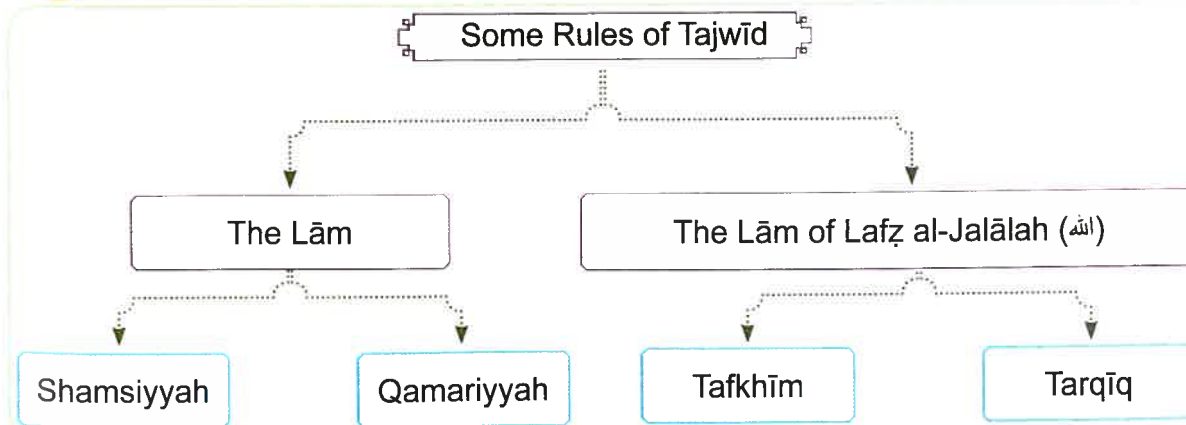 Some Rules of Tajwīd
The Lām
The Lām of Lafẓ al-Jalālah (الله)
Shamsiyyah
Qamariyyah
Tafkhīm
Tarqīq